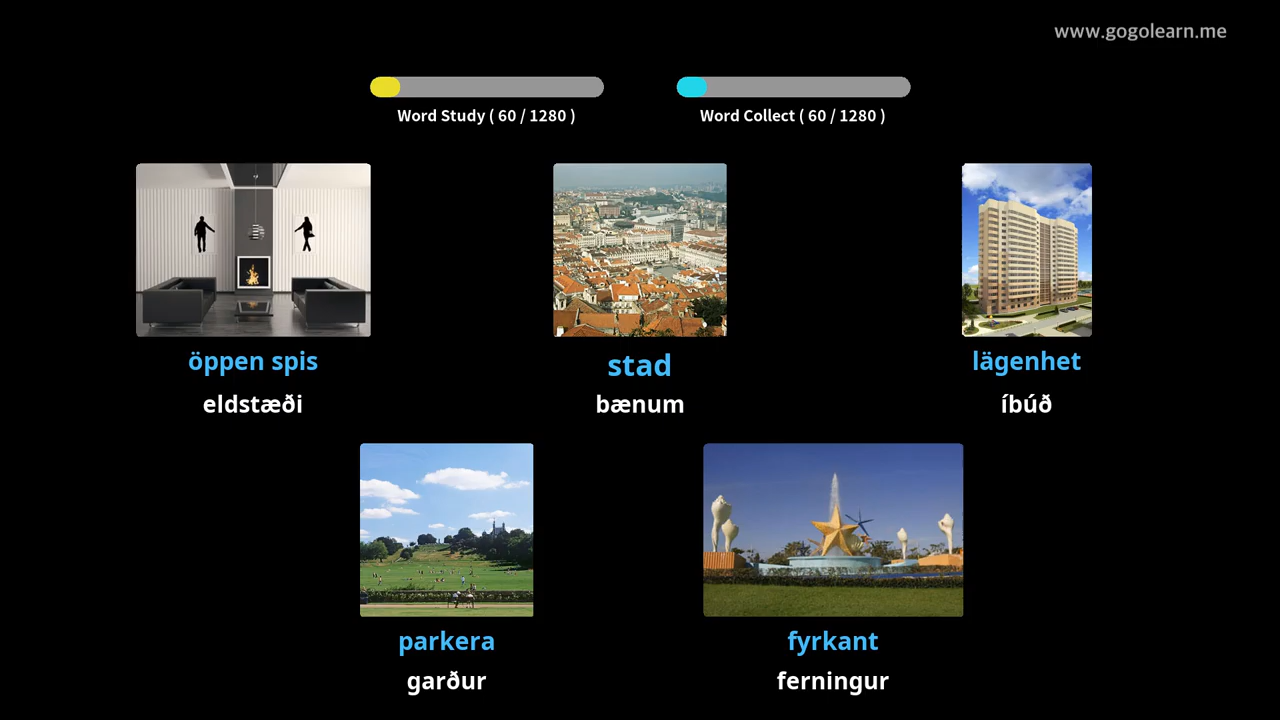 www.gogolearn.me
Word Study ( 60 / 1280 )
Word Collect ( 60 / 1280 )
öppen spis
stad
lägenhet
eldstæði
bænum
íbúð
parkera
fyrkant
garður
ferningur